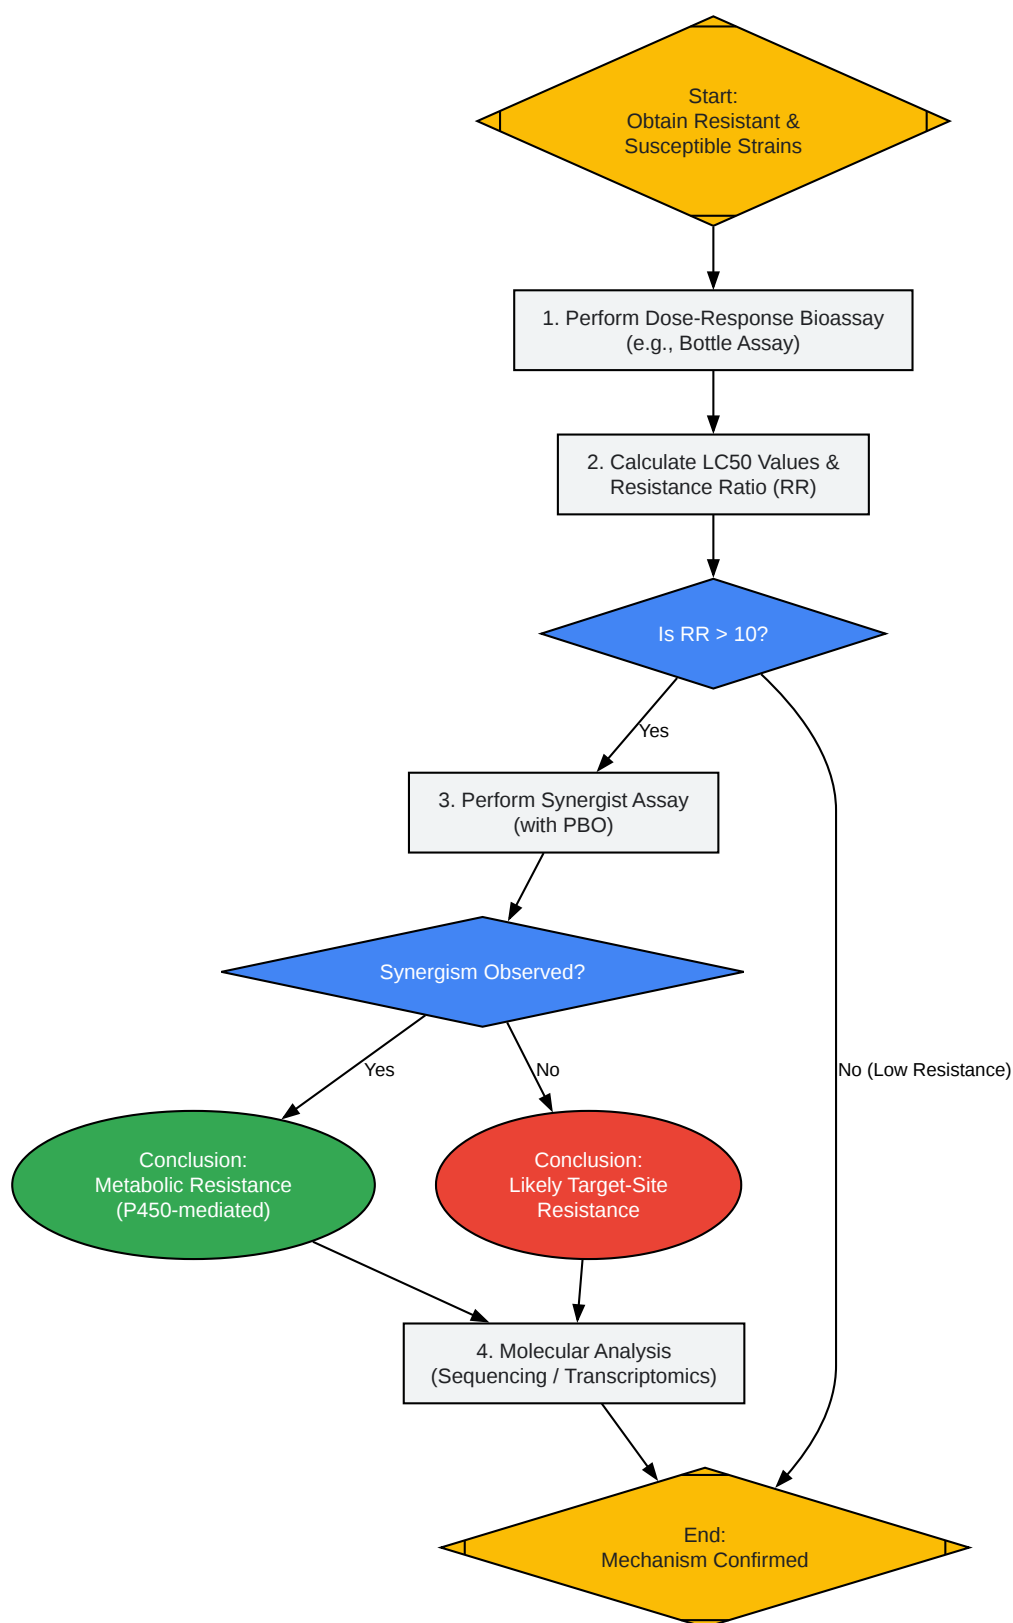 Start:
Obtain Resistant &
Susceptible Strains
1. Perform Dose-Response Bioassay
(e.g., Bottle Assay)
2. Calculate LC50 Values &
Resistance Ratio (RR)
Is RR > 10?
Yes
3. Perform Synergist Assay
(with PBO)
Synergism Observed?
Yes
No
No (Low Resistance)
Conclusion:
Metabolic Resistance
(P450-mediated)
Conclusion:
Likely Target-Site
Resistance
4. Molecular Analysis
(Sequencing / Transcriptomics)
End:
Mechanism Confirmed